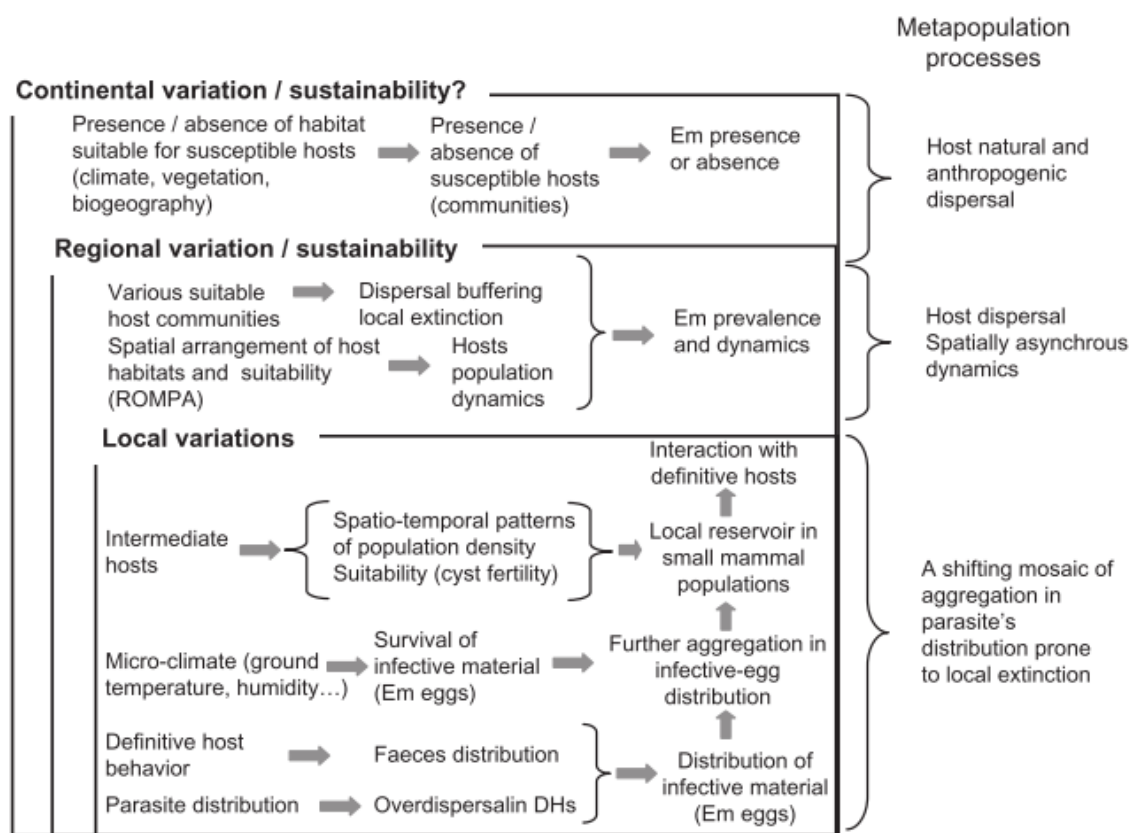 Metapopulation
processes
Continental variation / sustainability?
Presence / absence of habitat
suitable for susceptible hosts
(climate, vegetation,
biogeography)
Presence /
absence of
susceptible hosts
(communities)
Em presence
or absence
Host natural and
anthropogenic
dispersal
Regional variation / sustainability
Various suitable
host communities
Dispersal buffering
local extinction
Spatial arrangement of host
habitats and suitability
(ROMPA)
Hosts
population
dynamics
Em prevalence
and dynamics
Host dispersal
Spatially asynchrous
dynamics
Local variations
Interaction with
definitive hosts
Intermediate
hosts
Spatio-temporal patterns
of population density
Suitability (cyst fertility)
Local reservoir in
small mammal
populations
Micro-climate (ground
temperature, humidity…)
Survival of
infective material
(Em eggs)
Further aggregation in
infective-egg
distribution
Definitive host
behavior
Faeces distribution
Parasite distribution
Overdispersalin DHs
Distribution of
infective material
(Em eggs)
A shifting mosaic of
aggregation in
parasite's
distribution prone
to local extinction